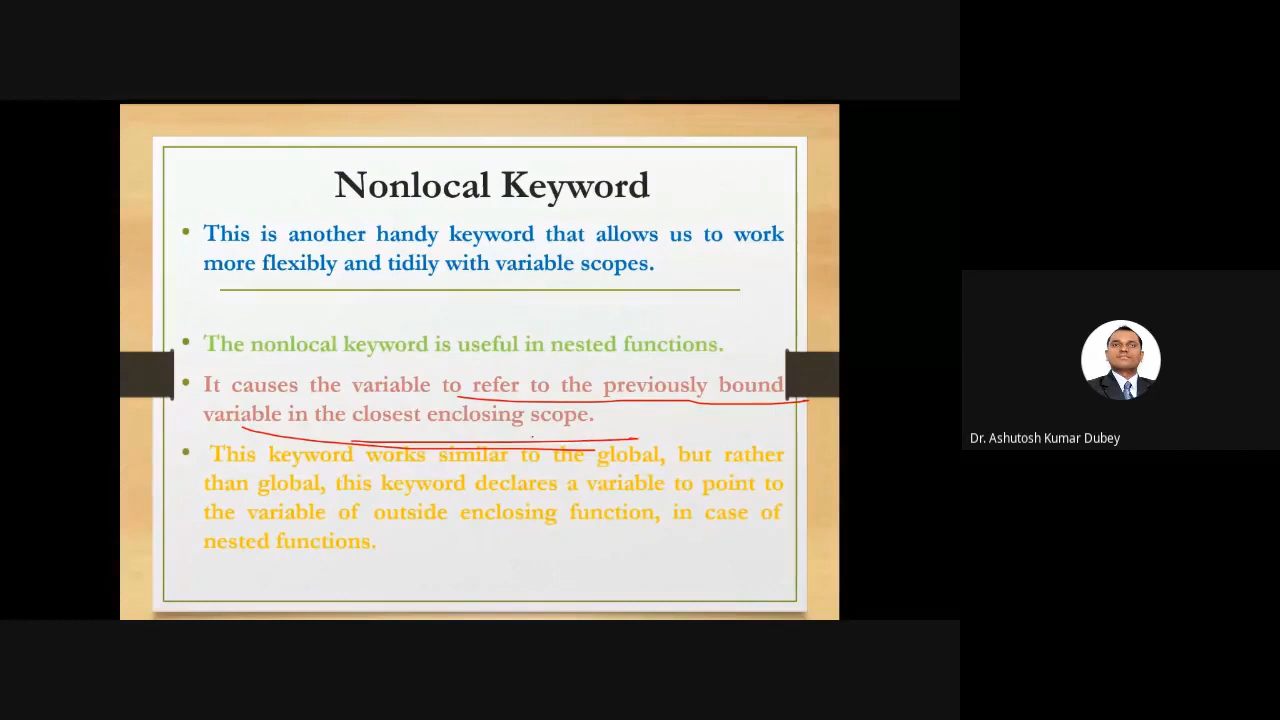 Nonlocal Keyword
• This is another handy keyword that allows us to work
more flexibly and tidily with variable scopes.
• The nonlocal keyword is useful in nested functions.
• It causes the variable to refer to the previously bound
variable in the closest enclosing scope.
• This keyword works similar to the global, but rather
than global, this keyword declares a variable to point to
the variable of outside enclosing function, in case of
nested functions.
Dr. Ashutosh Kumar Dubey